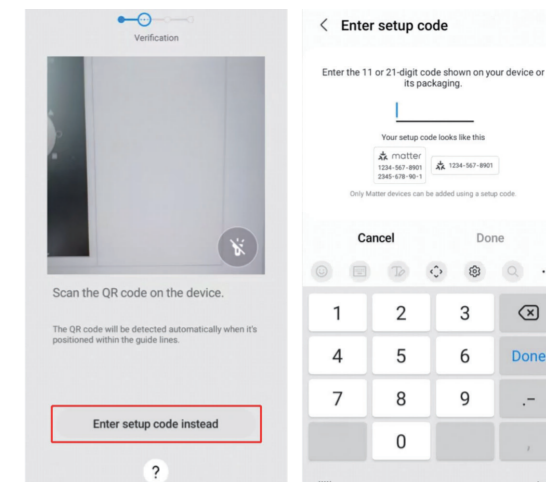 Verification
Scan the QR code on the device.
The QR code will be detected automatically when it's
positioned within the guide lines.
Enter setup code instead
?
< Enter setup code
Enter the 11 or 21-digit code shown on your device or
its packaging.
Your setup code looks like this
matter
1234-567-8901
2345-678-90-1
1234-567-8901
Only Matter devices can be added using a setup code.
Cancel Done
1 2 3
4 5 6 Done
7 8 9 .-
0 ,